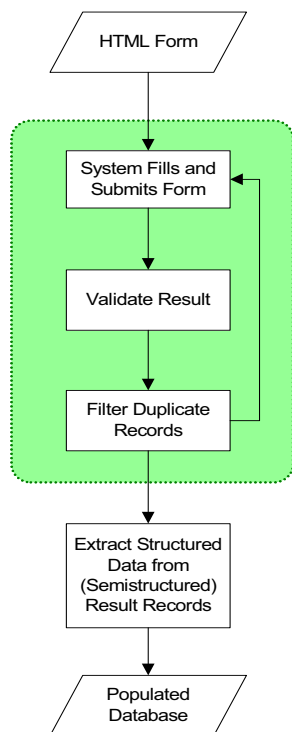 HTML Form
System Fills and
Submits Form
Validate Result
Filter Duplicate
Records
Extract Structured
Data from
(Semistructured)
Result Records
Populated
Database